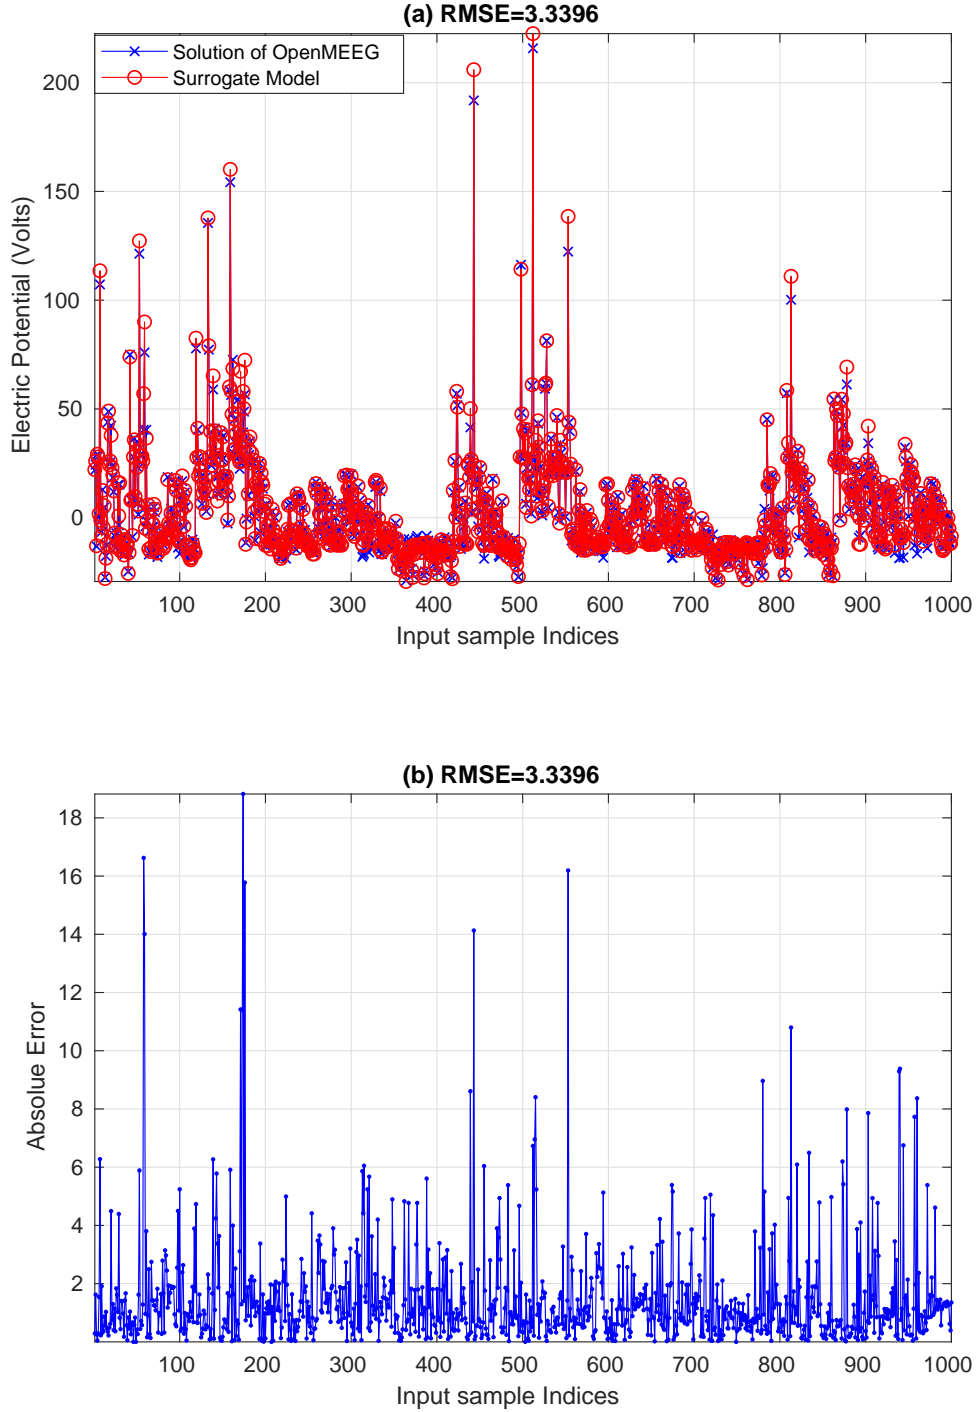 (a) RMSE=3.3396
Solution of OpenMEEG
Surrogate Model
Electric Potential (Volts)
200
150
100
50
0
100 200 300 400 500 600 700 800 900 1000
Input sample Indices
(b) RMSE=3.3396
Absolue Error
18
16
14
12
10
8
6
4
2
100 200 300 400 500 600 700 800 900 1000
Input sample Indices